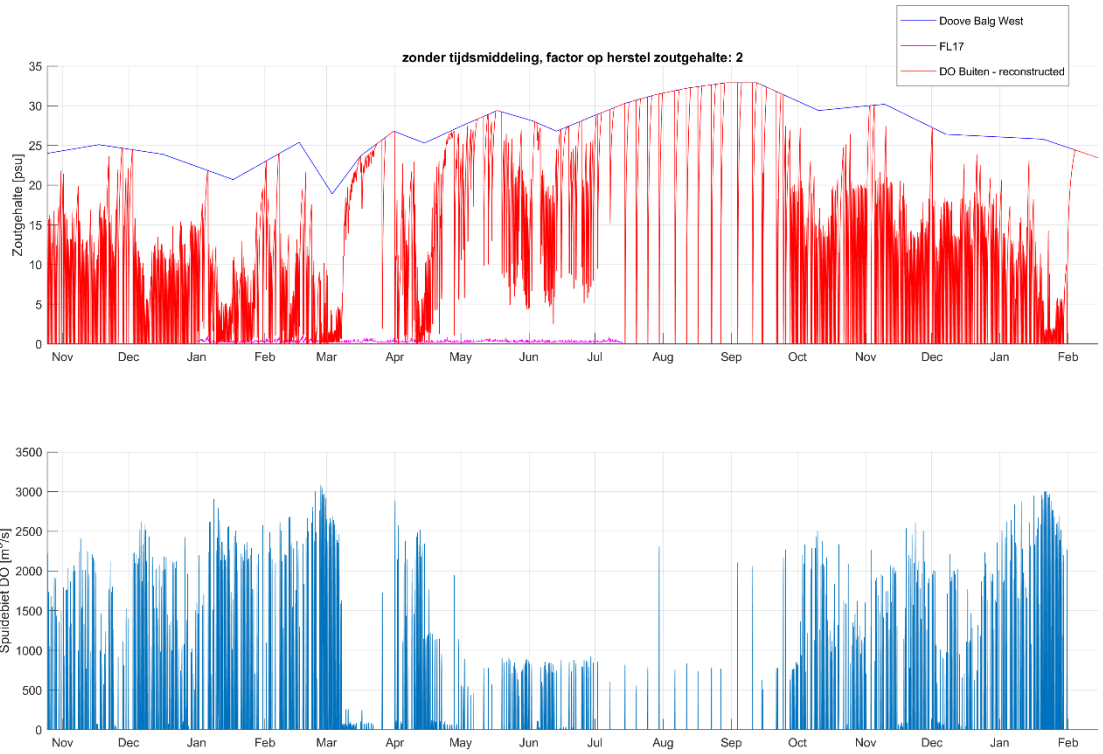 Doove Balg West
FL17
DO Buiten - reconstructed
zonder tijdsmiddeling, factor op herstel zoutgehalte: 2
Zoutgehalte [psu]
35
30
25
20
15
10
5
0
Nov Dec Jan Feb Mar Apr May Jun Jul Aug Sep Oct Nov Dec Jan Feb
Spuidebiet DO [m³/s]
3500
3000
2500
2000
1500
1000
500
0
Nov Dec Jan Feb Mar Apr May Jun Jul Aug Sep Oct Nov Dec Jan Feb